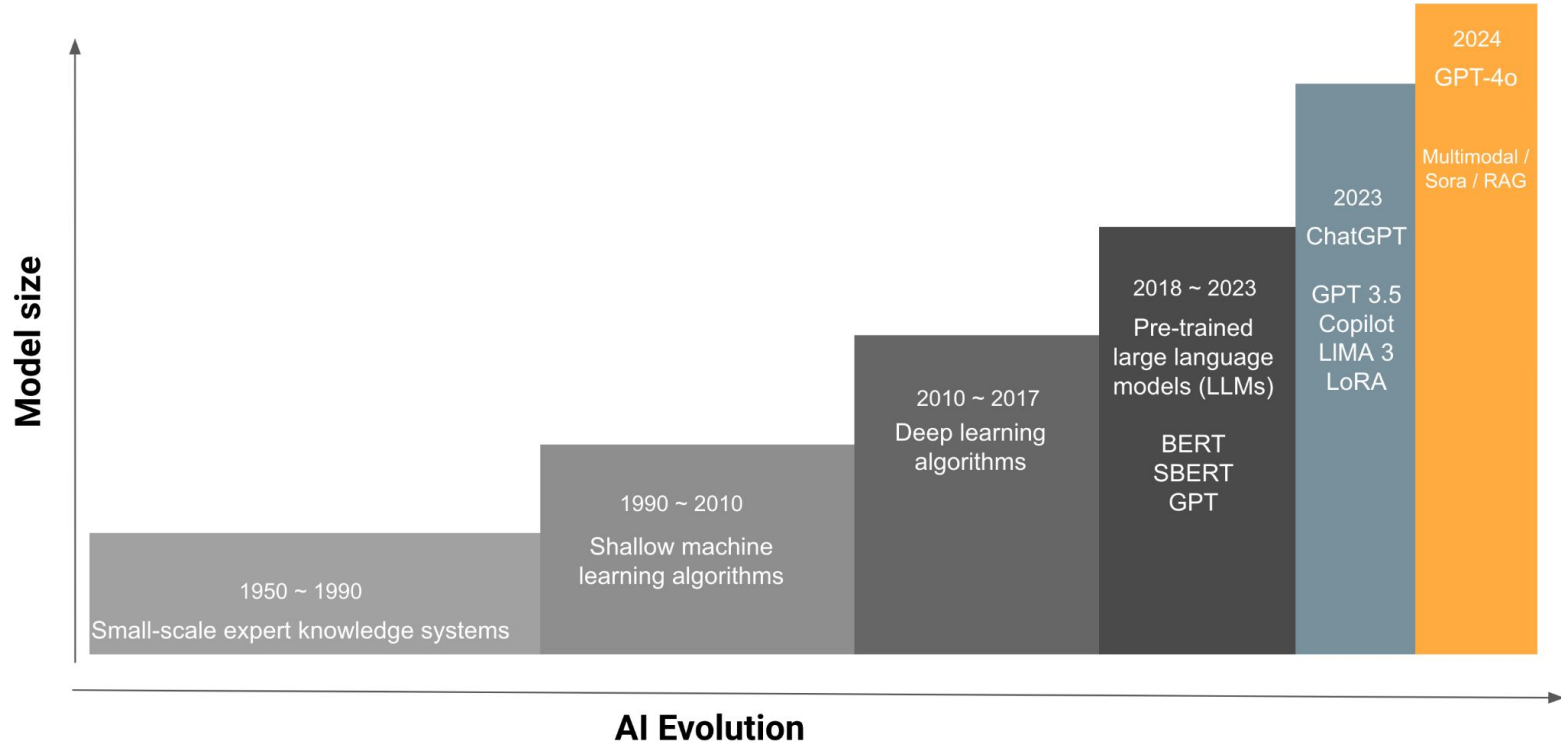 Model size
1950 ~ 1990
Small-scale expert knowledge systems
1990 ~ 2010
Shallow machine
learning algorithms
2010 ~ 2017
Deep learning
algorithms
2018 ~ 2023
Pre-trained
large language
models (LLMs)
BERT
SBERT
GPT
2023
ChatGPT
GPT 3.5
Copilot
LIMA 3
LoRA
2024
GPT-4o
Multimodal /
Sora / RAG
AI Evolution